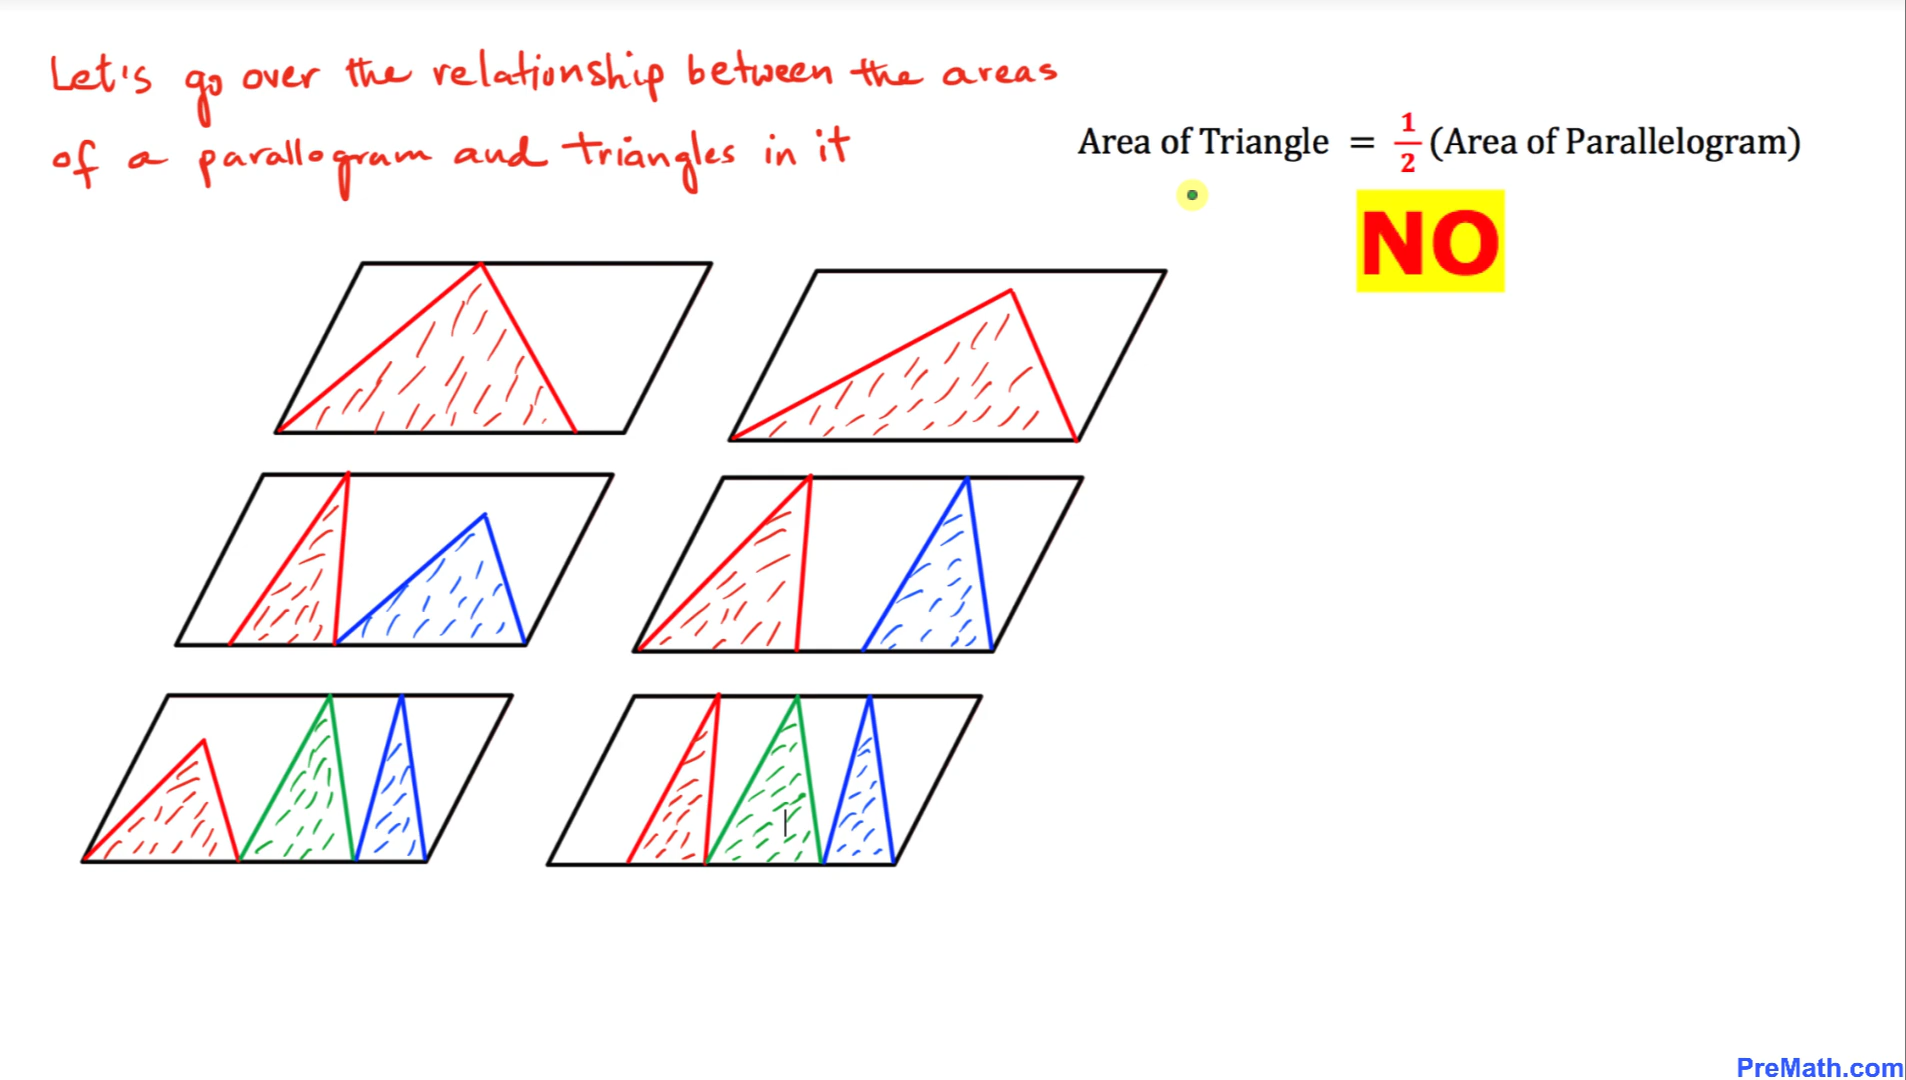 Let's go over the relationship between the areas
of a parallogram and triangles in it
Area of Triangle = 1/2 (Area of Parallelogram)
NO
PreMath.com